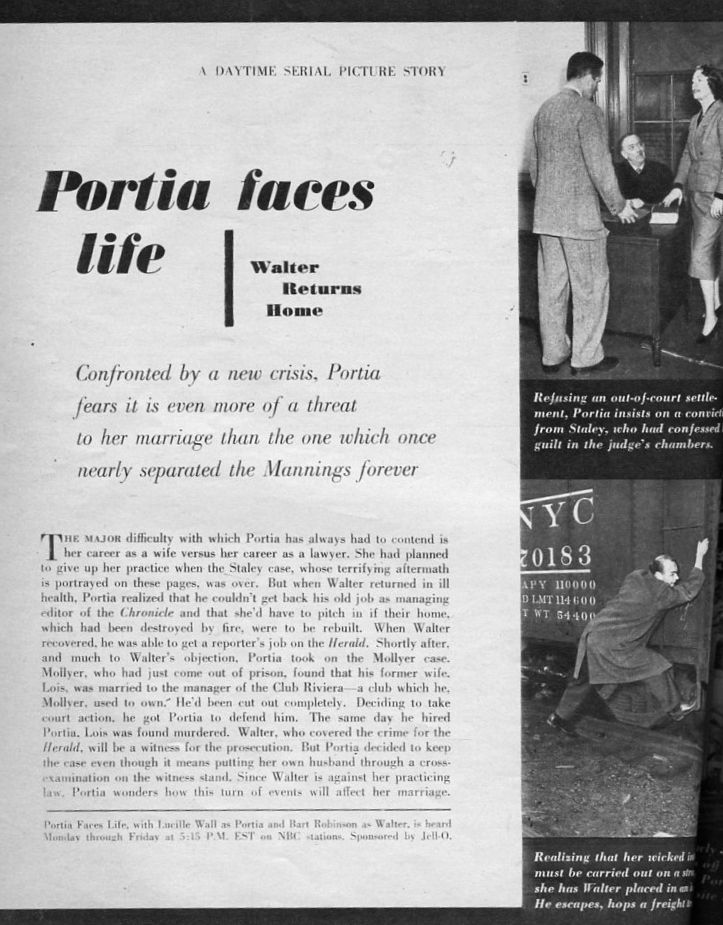 A DAYTIME SERIAL PICTURE STORY
Portia faces
life
Walter
Returns
Home
Confronted by a new crisis, Portia
fears it is even more of a threat
to her marriage than the one which once
nearly separated the Mannings forever
THE MAJOR difficulty with which Portia has always had to contend is
her career as a wife versus her career as a lawyer. She had planned
to give up her practice when the Staley case, whose terrifying aftermath
is portrayed on these pages, was over. But when Walter returned in ill
health, Portia realized that he couldn't get back his old job as managing
editor of the Chronicle and that she'd have to pitch in if their home,
which had been destroyed by fire, were to be rebuilt. When Walter
recovered, he was able to get a reporter's job on the Herald. Shortly after,
and much to Walter's objection, Portia took on the Mollyer case.
Mollyer, who had just come out of prison, found that his former wife,
Lois, was married to the manager of the Club Riviera—a club which he,
Mollyer, used to own. He'd been cut out completely. Deciding to take
court action, he got Portia to defend him. The same day he hired
Portia, Lois was found murdered. Walter, who covered the crime for the
Herald, will be a witness for the prosecution. But Portia decided to keep
the case even though it means putting her own husband through a cross-
examination on the witness stand. Since Walter is against her practicing
law, Portia wonders how this turn of events will affect her marriage.
Portia Faces Life, with Lucille Wall as Portia and Bart Robinson as Walter, is heard
Monday through Friday at 5:15 P.M. EST on NBC stations. Sponsored by Jell-O.
Refusing an out-of-court settle-
ment, Portia insists on a convict
from Staley, who had confessed
guilt in the judge's chambers.
NYC
70183
APY 110000
D LMT 114600
T WT 54400
Realizing that her wicked
must be carried out on a
she has Walter placed in
He escapes, hops a freight